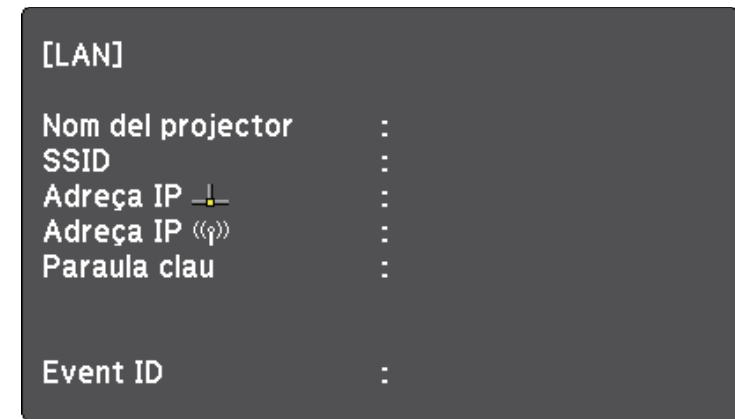 [LAN]
Nom del projector :
SSID :
Adreça IP :
Adreça IP :
Paraula clau :
Event ID :